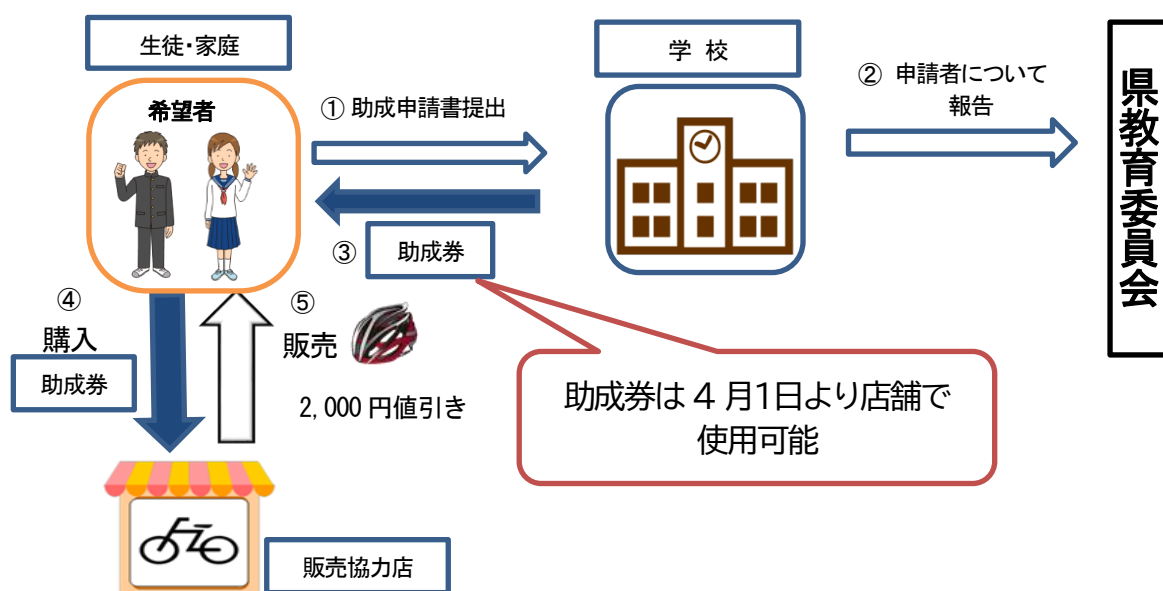 生徒・家庭
学 校
希望者
① 助成申請書提出
② 申請者について
報告
県教育委員会
③
助成券
④
購入
助成券
⑤
販売
2,000 円値引き
助成券は 4 月1日より店舗で
使用可能
販売協力店